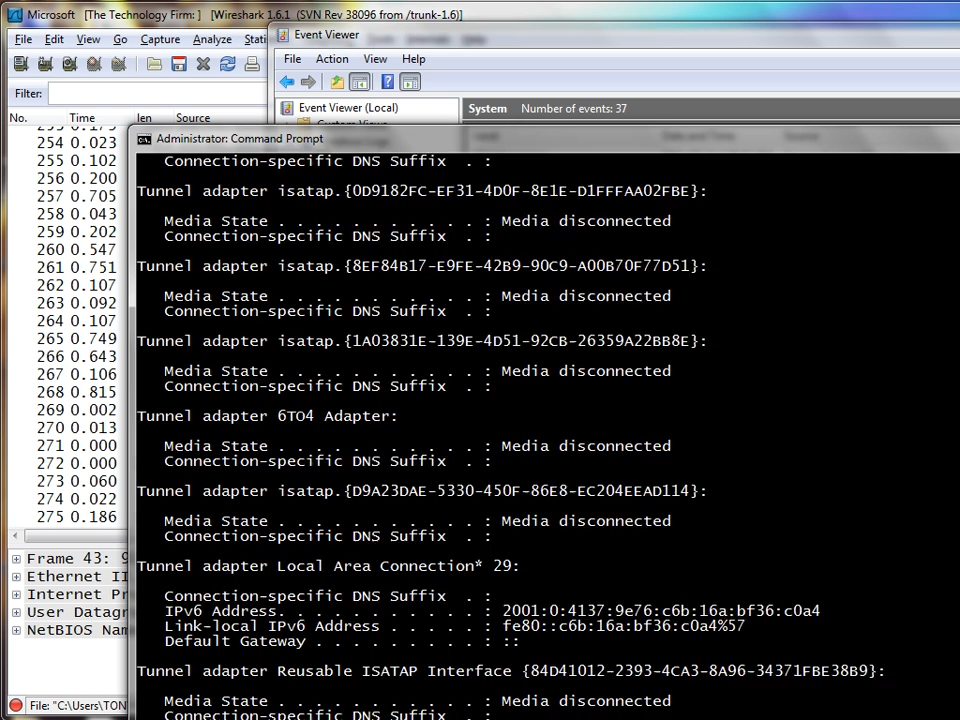 Microsoft [The Technology Firm: ] [Wireshark 1.6.1 (SVN Rev 38096 from /trunk-1.6)]
File Edit View Go Capture Analyze Stati
Filter:
No. Time len Source
254 0.023
255 0.102
256 0.200
257 0.705
258 0.043
259 0.202
260 0.547
261 0.751
262 0.107
263 0.092
264 0.107
265 0.749
266 0.643
267 0.106
268 0.815
269 0.002
270 0.013
271 0.000
272 0.000
273 0.060
274 0.022
275 0.186
Frame 43: 9
Ethernet II
Internet Pr
User Datagr
NetBIOS Nam
File: "C:\Users\TON
Event Viewer
File Action View Help
Event Viewer (Local)
System Number of events: 37
Administrator: Command Prompt
Connection-specific DNS Suffix . :
Tunnel adapter isatap.{0D9182FC-EF31-4D0F-8E1E-D1FFFAA02FBE}:
Media State . . . . . . . . . . . : Media disconnected
Connection-specific DNS Suffix . :
Tunnel adapter isatap.{8EF84B17-E9FE-42B9-90C9-A00B70F77D51}:
Media State . . . . . . . . . . . : Media disconnected
Connection-specific DNS Suffix . :
Tunnel adapter isatap.{1A03831E-139E-4D51-92CB-26359A22BB8E}:
Media State . . . . . . . . . . . : Media disconnected
Connection-specific DNS Suffix . :
Tunnel adapter 6TO4 Adapter:
Media State . . . . . . . . . . . : Media disconnected
Connection-specific DNS Suffix . :
Tunnel adapter isatap.{D9A23DAE-5330-450F-86E8-EC204EEAD114}:
Media State . . . . . . . . . . . : Media disconnected
Connection-specific DNS Suffix . :
Tunnel adapter Local Area Connection* 29:
Connection-specific DNS Suffix . :
IPv6 Address. . . . . . . . . . . : 2001:0:4137:9e76:c6b:16a:bf36:c0a4
Link-local IPv6 Address . . . . . : fe80::c6b:16a:bf36:c0a4%57
Default Gateway . . . . . . . . . : ::
Tunnel adapter Reusable ISATAP Interface {84D41012-2393-4CA3-8A96-34371FBE38B9}:
Media State . . . . . . . . . . . : Media disconnected
Connection-specific DNS Suffix . :